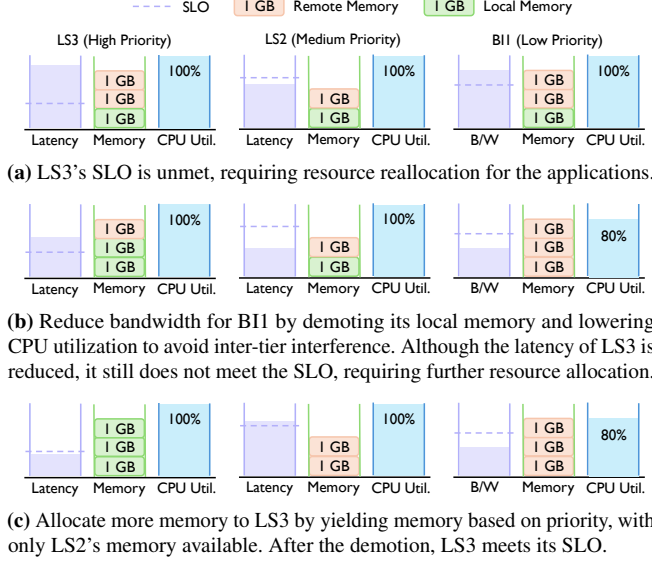 SLO 1 GB Remote Memory 1 GB Local Memory
LS3 (High Priority) LS2 (Medium Priority) BI1 (Low Priority)
100% 100% 100%
1 GB 1 GB
1 GB 1 GB 1 GB
1 GB 1 GB 1 GB
Latency Memory CPU Util. Latency Memory CPU Util. B/W Memory CPU Util.
(a) LS3's SLO is unmet, requiring resource reallocation for the applications.
100% 100%
1 GB 1 GB 80%
1 GB 1 GB 1 GB
1 GB 1 GB 1 GB
Latency Memory CPU Util. Latency Memory CPU Util. B/W Memory CPU Util.
(b) Reduce bandwidth for BI1 by demoting its local memory and lowering
CPU utilization to avoid inter-tier interference. Although the latency of LS3 is
reduced, it still does not meet the SLO, requiring further resource allocation.
100% 100%
1 GB 1 GB 80%
1 GB 1 GB 1 GB
1 GB 1 GB 1 GB
Latency Memory CPU Util. Latency Memory CPU Util. B/W Memory CPU Util.
(c) Allocate more memory to LS3 by yielding memory based on priority, with
only LS2's memory available. After the demotion, LS3 meets its SLO.